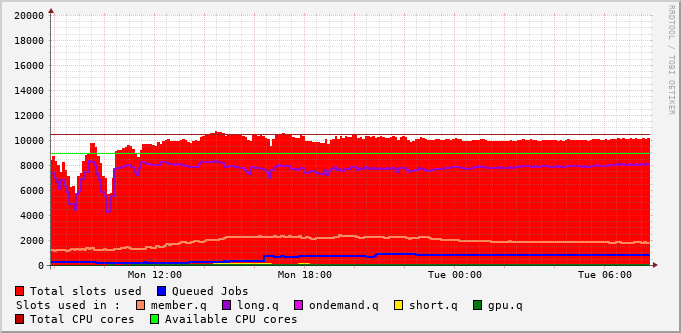 RRDTOOL / TOBI OETIKER
20000
18000
16000
14000
12000
10000
8000
6000
4000
2000
0
Mon 12:00 Mon 18:00 Tue 00:00 Tue 06:00
Total slots used Queued Jobs
Slots used in : member.q long.q ondemand.q short.q gpu.q
Total CPU cores Available CPU cores